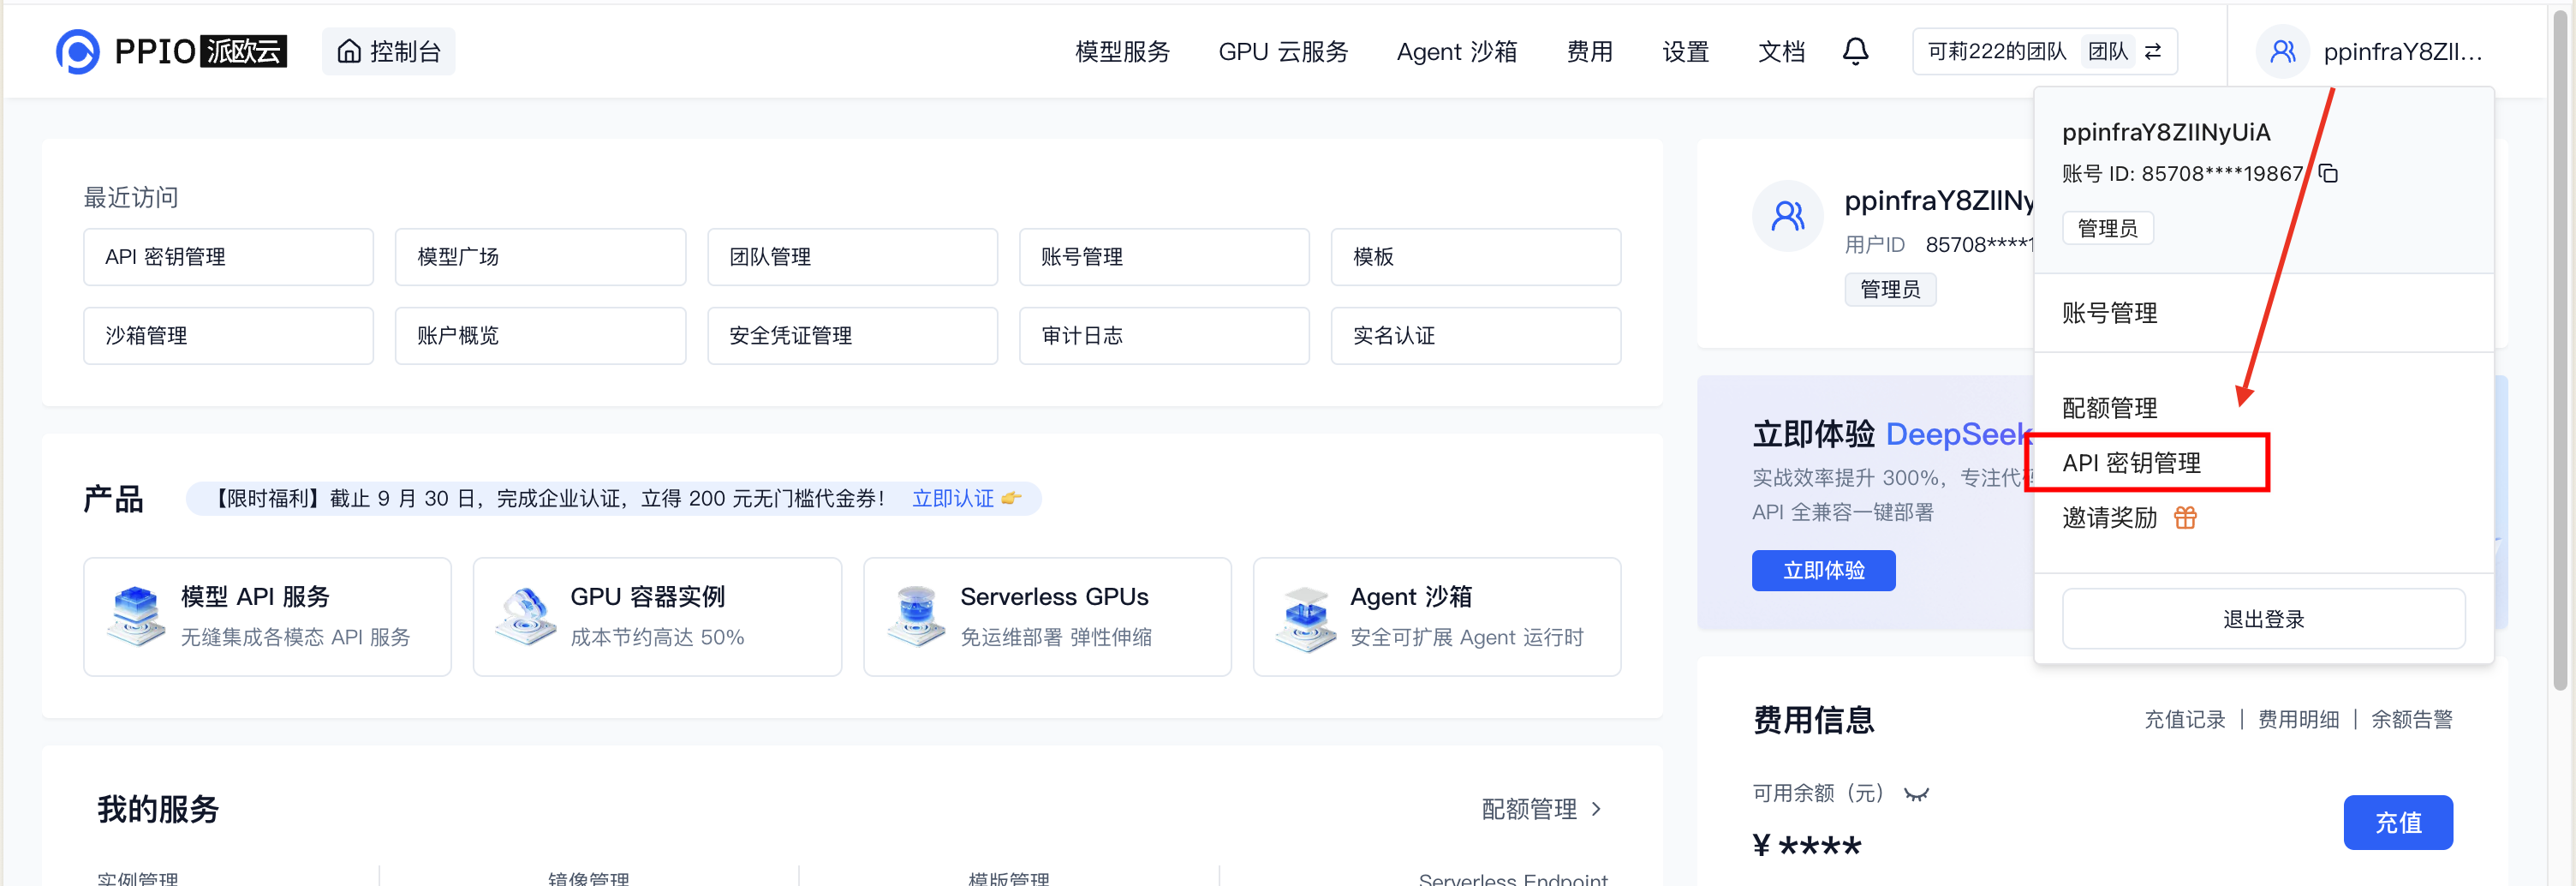 PPIO 派欧云
控制台
模型服务
GPU 云服务
Agent 沙箱
费用
设置
文档
可莉222的团队 团队
ppinfraY8ZlI...
最近访问
API 密钥管理
模型广场
团队管理
账号管理
模板
沙箱管理
账户概览
安全凭证管理
审计日志
实名认证
产品
【限时福利】截止 9 月 30 日，完成企业认证，立得 200 元无门槛代金券！ 立即认证 👉
模型 API 服务
无缝集成各模态 API 服务
GPU 容器实例
成本节约高达 50%
Serverless GPUs
免运维部署 弹性伸缩
Agent 沙箱
安全可扩展 Agent 运行时
我的服务
配额管理 >
实例管理
镜像管理
模版管理
Serverless Endpoint
ppinfraY8ZlINy
用户ID 85708****1
管理员
立即体验 DeepSeek
实战效率提升 300%，专注代码
API 全兼容一键部署
立即体验
费用信息
充值记录 | 费用明细 | 余额告警
可用余额（元）
¥ ****
充值
ppinfraY8ZlINyUiA
账号 ID: 85708****19867
管理员
账号管理
配额管理
API 密钥管理
邀请奖励
退出登录